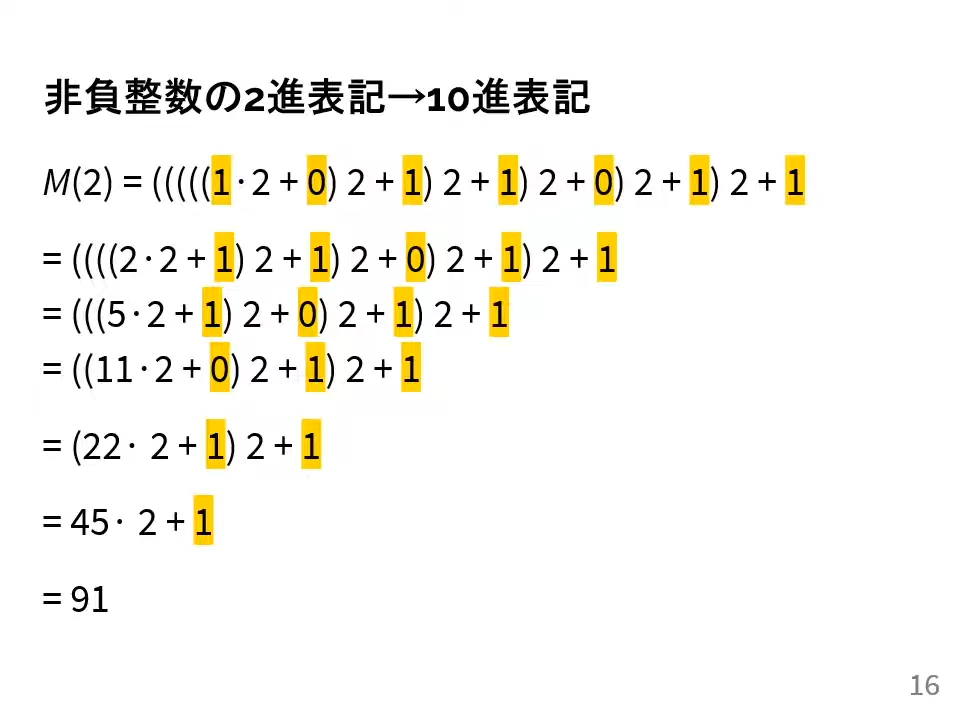 非負整数の2進表記→10進表記
M(2) = (((((1·2 + 0) 2 + 1) 2 + 1) 2 + 0) 2 + 1) 2 + 1
= ((((2·2 + 1) 2 + 1) 2 + 0) 2 + 1) 2 + 1
= (((5·2 + 1) 2 + 0) 2 + 1) 2 + 1
= ((11·2 + 0) 2 + 1) 2 + 1
= (22· 2 + 1) 2 + 1
= 45· 2 + 1
= 91
16